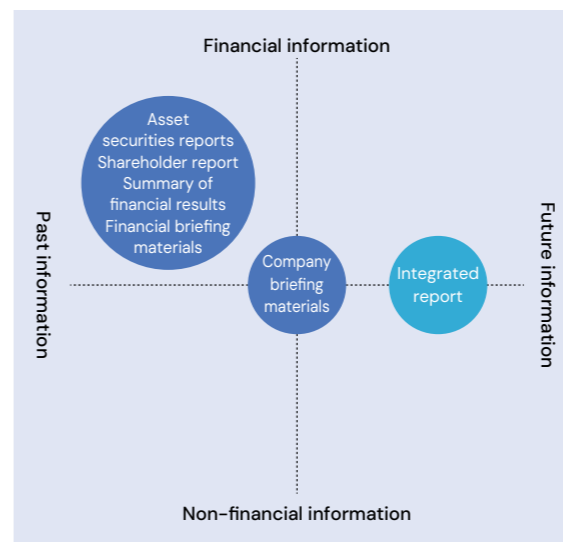 Financial information
Asset
securities reports
Shareholder report
Summary of
financial results
Financial briefing
materials
Past information
Company
briefing
materials
Integrated
report
Future information
Non-financial information